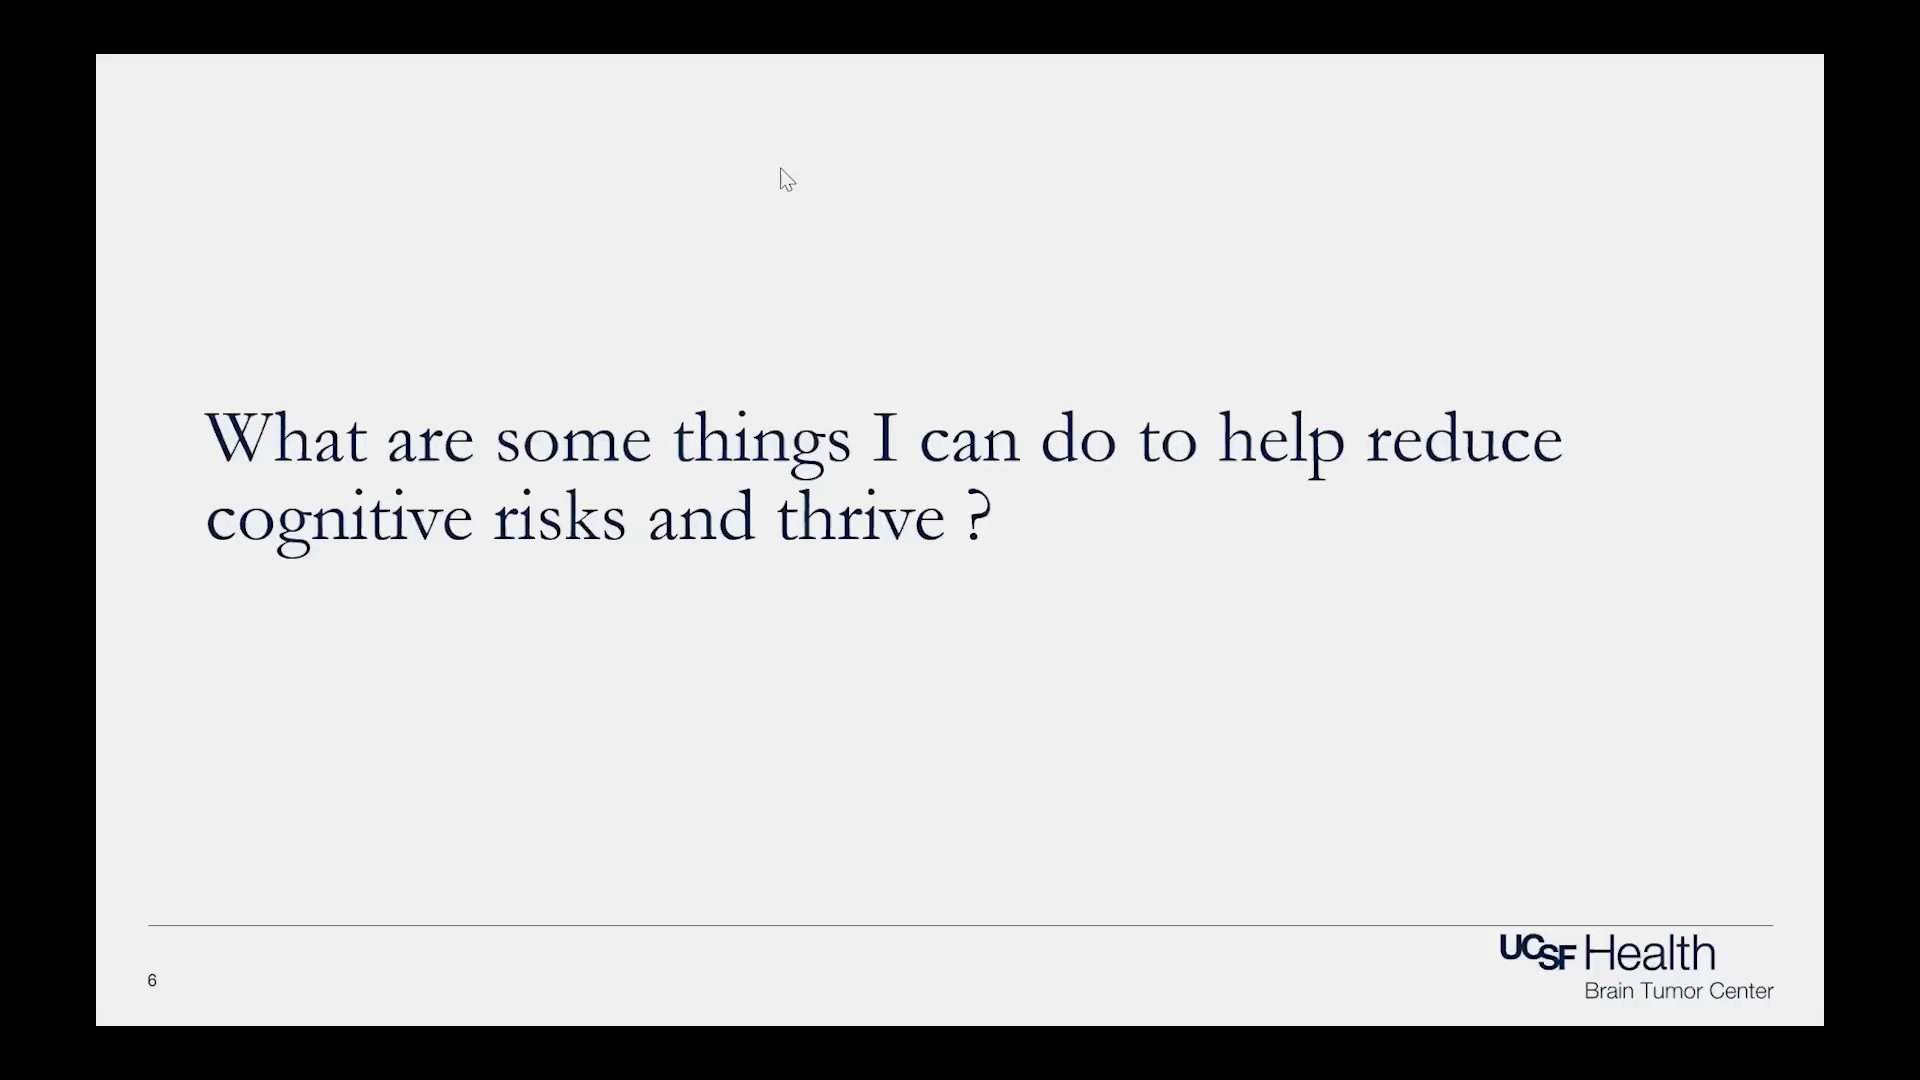 What are some things I can do to help reduce
cognitive risks and thrive ?
6
UCSF Health
Brain Tumor Center